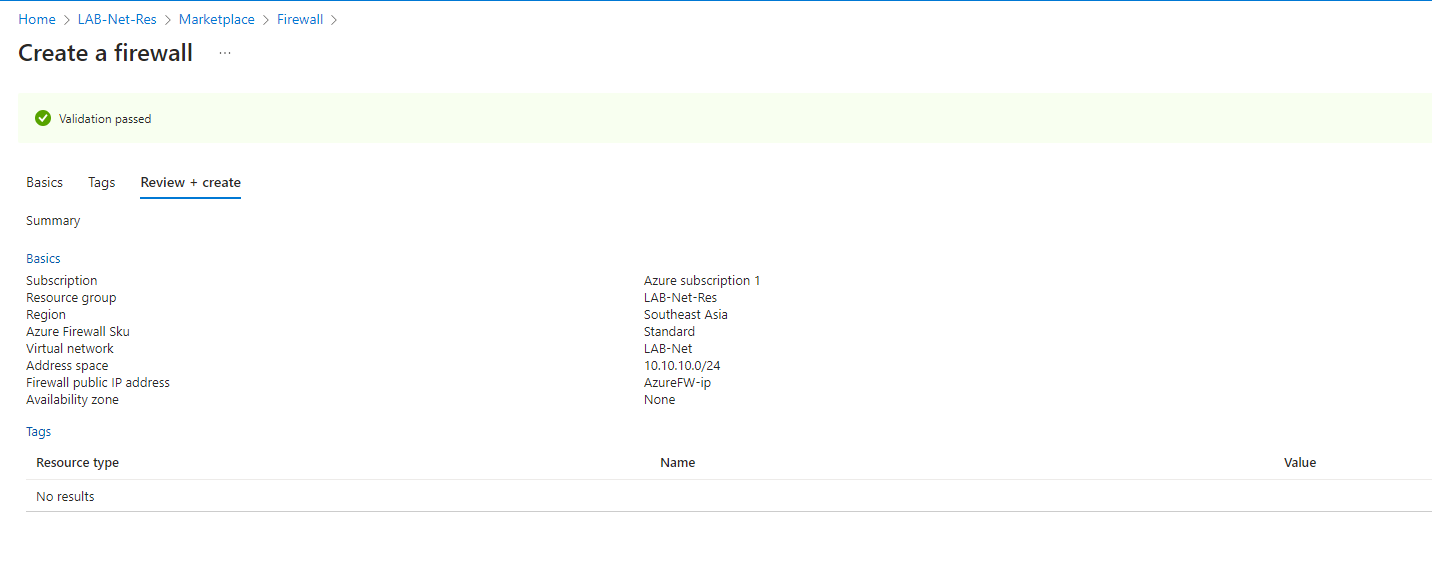 Home > LAB-Net-Res > Marketplace > Firewall >
Create a firewall ...
Validation passed
Basics Tags Review + create
Summary
Basics
Subscription Azure subscription 1
Resource group LAB-Net-Res
Region Southeast Asia
Azure Firewall Sku Standard
Virtual network LAB-Net
Address space 10.10.10.0/24
Firewall public IP address AzureFW-ip
Availability zone None
Tags
Resource type Name Value
No results